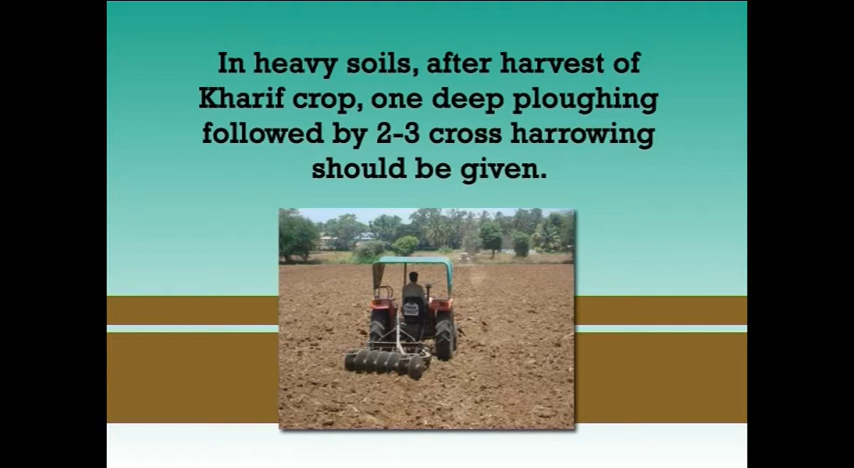 In heavy soils, after harvest of
Kharif crop, one deep ploughing
followed by 2-3 cross harrowing
should be given.